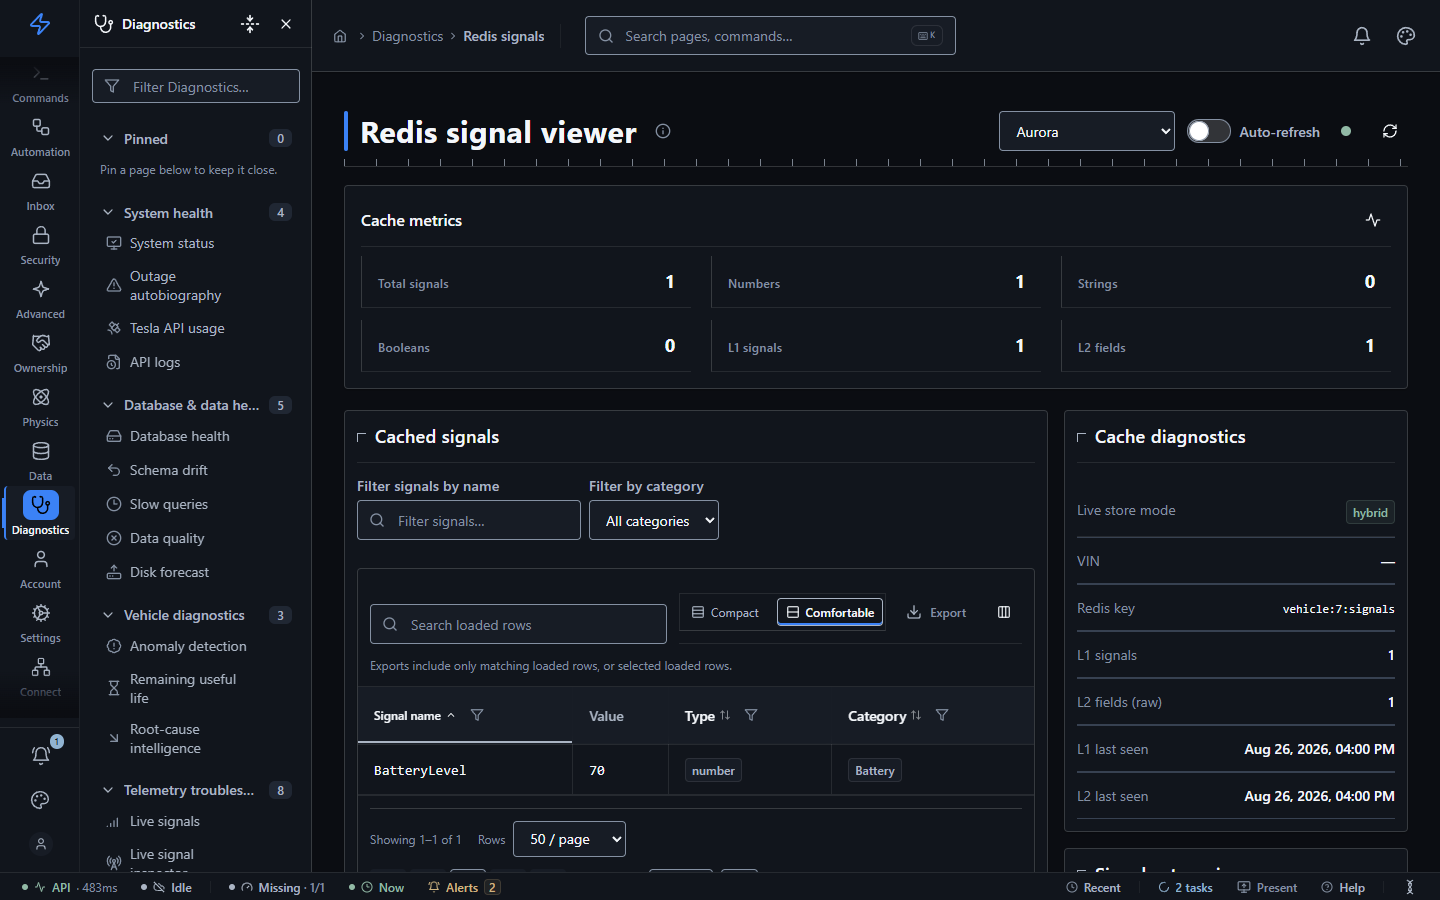 Commands
Automation
Inbox
Security
Advanced
Ownership
Physics
Data
Diagnostics
Account
Settings
Connect
1
Diagnostics
Filter Diagnostics...
Pinned 0
Pin a page below to keep it close.
System health 4
System status
Outage
autobiography
Tesla API usage
API logs
Database & data he... 5
Database health
Schema drift
Slow queries
Data quality
Disk forecast
Vehicle diagnostics 3
Anomaly detection
Remaining useful
life
Root-cause
intelligence
Telemetry troubles... 8
Live signals
Live signal
inspector
Diagnostics Redis signals
Search pages, commands... K
Redis signal viewer
Aurora
Auto-refresh
Cache metrics
Total signals 1
Numbers 1
Strings 0
Booleans 0
L1 signals 1
L2 fields 1
Cached signals
Filter signals by name
Filter by category
Filter signals...
All categories
Search loaded rows
Compact
Comfortable
Export
Exports include only matching loaded rows, or selected loaded rows.
Signal name Value Type Category
BatteryLevel 70 number Battery
Showing 1–1 of 1 Rows 50 / page
Cache diagnostics
Live store mode hybrid
VIN —
Redis key vehicle:7:signals
L1 signals 1
L2 fields (raw) 1
L1 last seen Aug 26, 2026, 04:00 PM
L2 last seen Aug 26, 2026, 04:00 PM
API · 483ms
Idle
Missing · 1/1
Now
Alerts 2
Recent
2 tasks
Present
Help